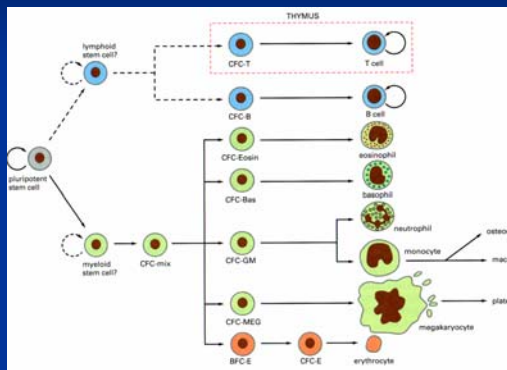 THYMUS
lymphoid
stem cell?
CFC-T
T cell
CFC-B
B cell
CFC-Eosin
eosinophil
pluripotent
stem cell
CFC-Bas
basophil
neutrophil
myeloid
stem cell?
CFC-mix
CFC-GM
monocyte
CFC-MEG
megakaryocyte
BFC-E
CFC-E
erythrocyte